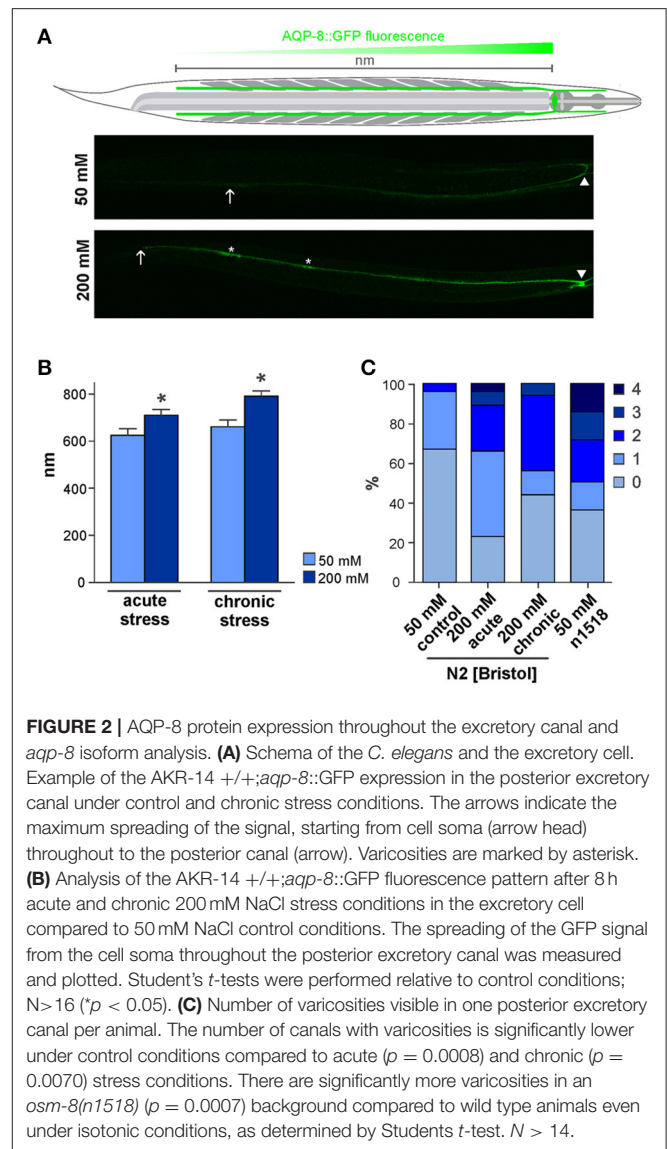 A
AQP-8::GFP fluorescence
nm
50 mM
↑
200 mM
↑
*
*
B
*
*
800
600
400
200
0
nm
acute
stress
chronic
stress
50 mM
200 mM
C
100
80
60
40
20
0
%
4
3
2
1
0
50 mM
control
200 mM
acute
200 mM
chronic
50 mM
n1518
N2 [Bristol]
FIGURE 2 | AQP-8 protein expression throughout the excretory canal and
aqp-8 isoform analysis. (A) Schema of the C. elegans and the excretory cell.
Example of the AKR-14 +/+;aqp-8::GFP expression in the posterior excretory
canal under control and chronic stress conditions. The arrows indicate the
maximum spreading of the signal, starting from cell soma (arrow head)
throughout to the posterior canal (arrow). Varicosities are marked by asterisk.
(B) Analysis of the AKR-14 +/+;aqp-8::GFP fluorescence pattern after 8 h
acute and chronic 200 mM NaCl stress conditions in the excretory cell
compared to 50 mM NaCl control conditions. The spreading of the GFP signal
from the cell soma throughout the posterior excretory canal was measured
and plotted. Student's t-tests were performed relative to control conditions;
N>16 (*p < 0.05). (C) Number of varicosities visible in one posterior excretory
canal per animal. The number of canals with varicosities is significantly lower
under control conditions compared to acute (p = 0.0008) and chronic (p =
0.0070) stress conditions. There are significantly more varicosities in an
osm-8(n1518) (p = 0.0007) background compared to wild type animals even
under isotonic conditions, as determined by Students t-test. N > 14.